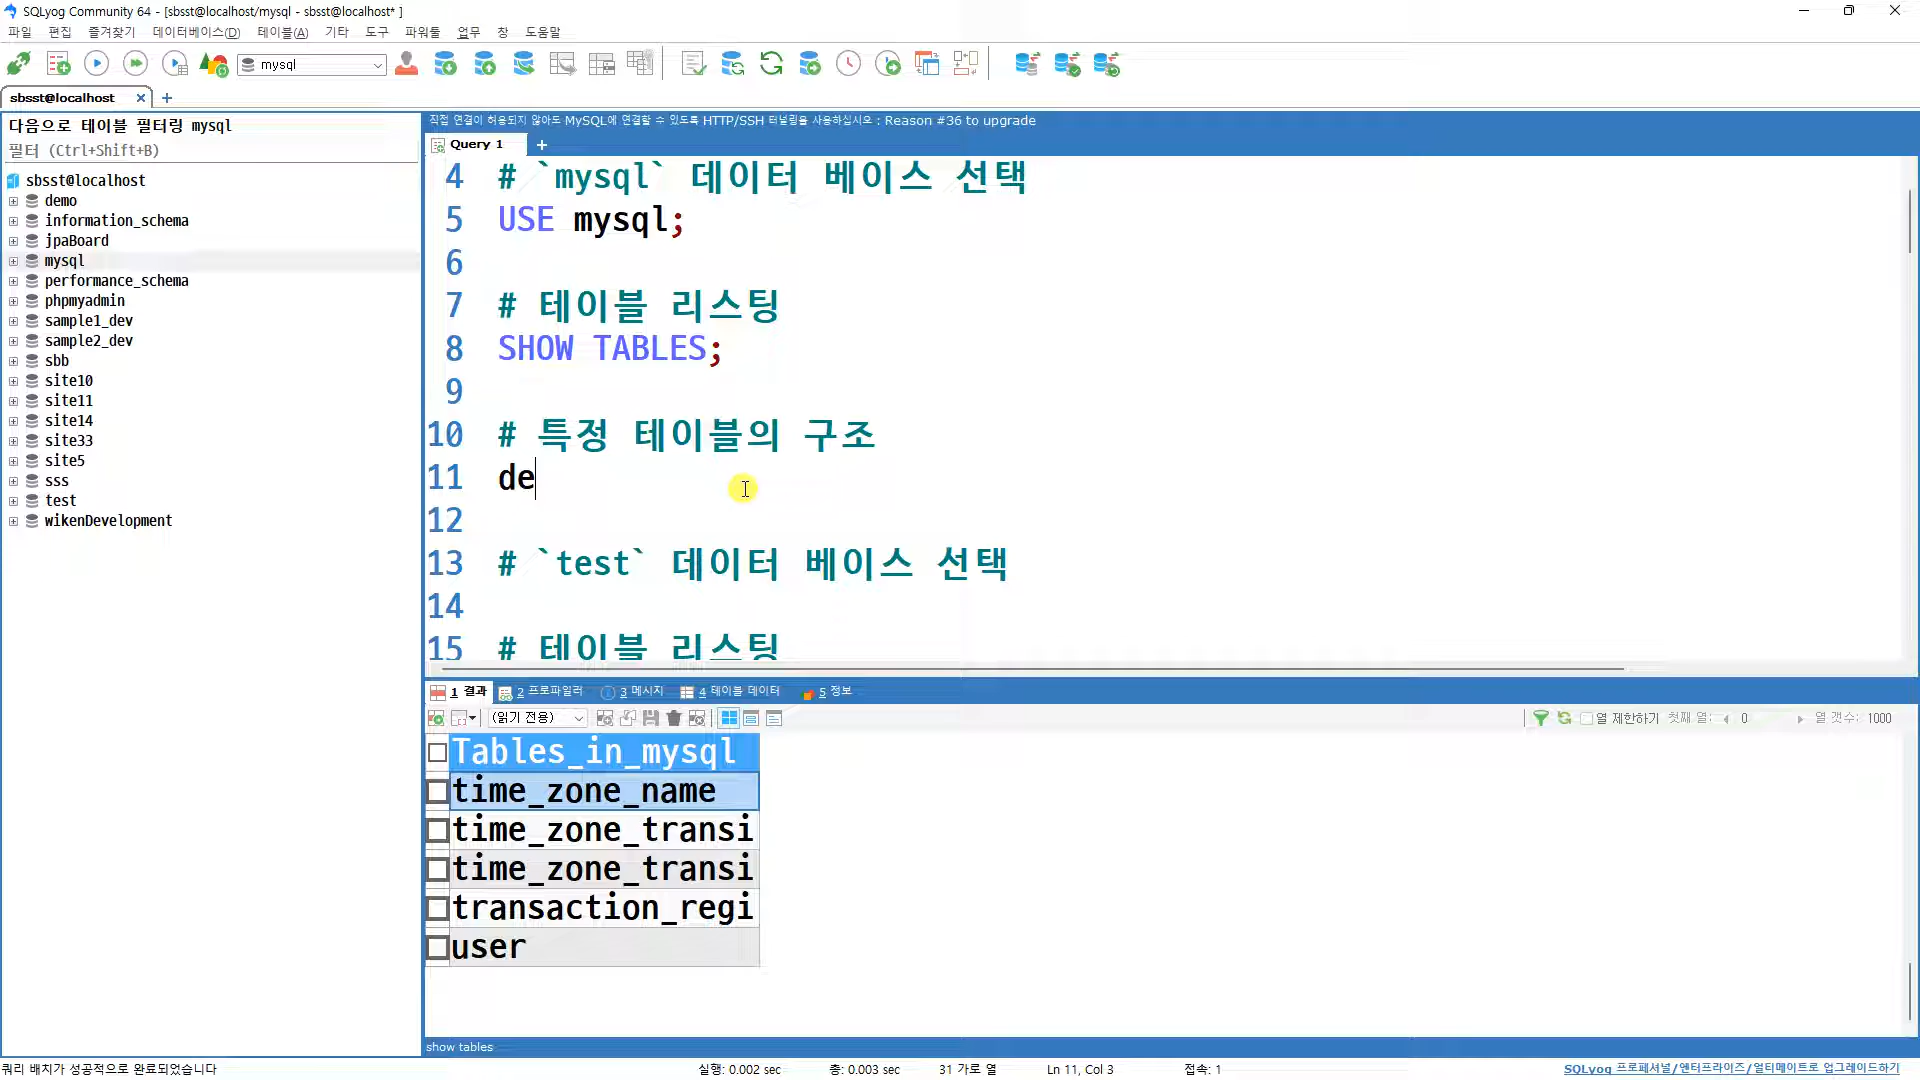 SQLyog Community 64 - [sbsst@localhost/mysql - sbsst@localhost* ]
파일 편집 즐겨찾기 데이터베이스(D) 테이블(A) 기타 도구 파워툴 업무 창 도움말
mysql
sbsst@localhost
다음으로 테이블 필터링 mysql
필터 (Ctrl+Shift+B)
sbsst@localhost
demo
information_schema
jpaBoard
mysql
performance_schema
phpmyadmin
sample1_dev
sample2_dev
sbb
site10
site11
site14
site33
site5
sss
test
wikenDevelopment
직접 연결이 허용되지 않아도 MySQL에 연결할 수 있도록 HTTP/SSH 터널링을 사용하십시오 : Reason #36 to upgrade
Query 1
4 # `mysql` 데이터 베이스 선택
5 USE mysql;
6
7 # 테이블 리스팅
8 SHOW TABLES;
9
10 # 특정 테이블의 구조
11 de
12
13 # `test` 데이터 베이스 선택
14
15 # 테이블 리스팅
1 결과 2 프로파일러 3 메시지 4 테이블 데이터 5 정보
(읽기 전용) 열 제한하기 첫째 열: 0 열 갯수: 1000
Tables_in_mysql
time_zone_name
time_zone_transi
time_zone_transi
transaction_regi
user
show tables
쿼리 배치가 성공적으로 완료되었습니다 실행: 0.002 sec 총: 0.003 sec 31 가로 열 Ln 11, Col 3 접속: 1 SQLyog 프로페셔널/엔터프라이즈/얼티메이트로 업그레이드하기